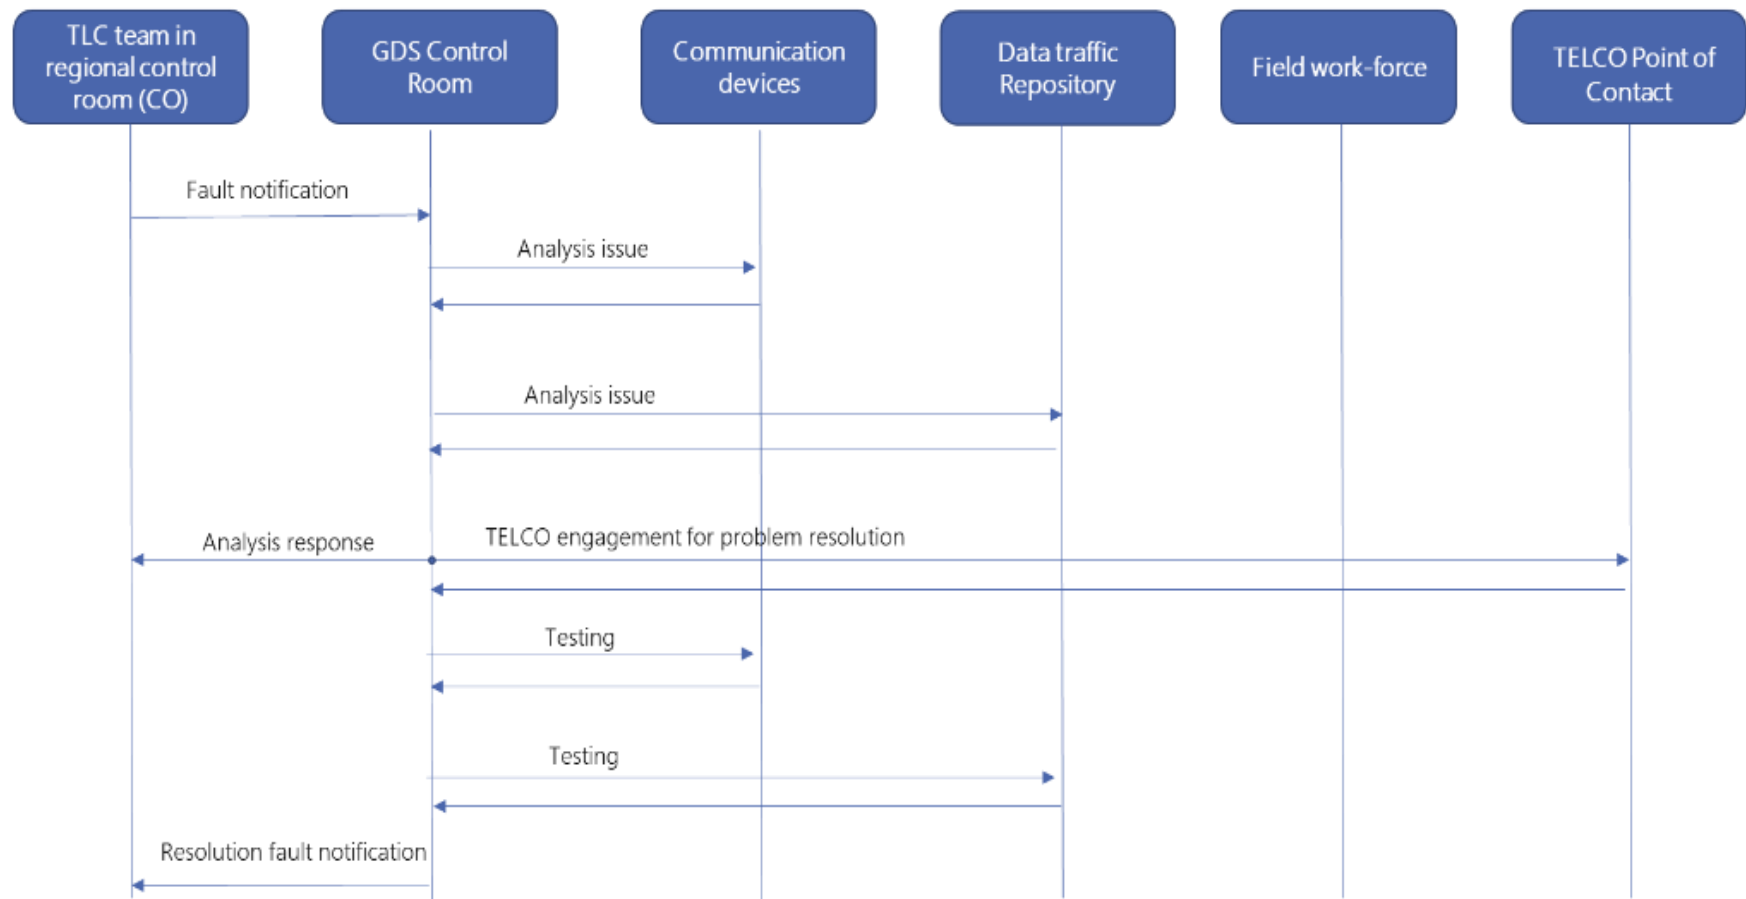 TLC team in
regional control
room (CO)
GDS Control
Room
Communication
devices
Data traffic
Repository
Field work-force
TELCO Point of
Contact
Fault notification
Analysis issue
Analysis issue
Analysis response
TELCO engagement for problem resolution
Testing
Testing
Resolution fault notification